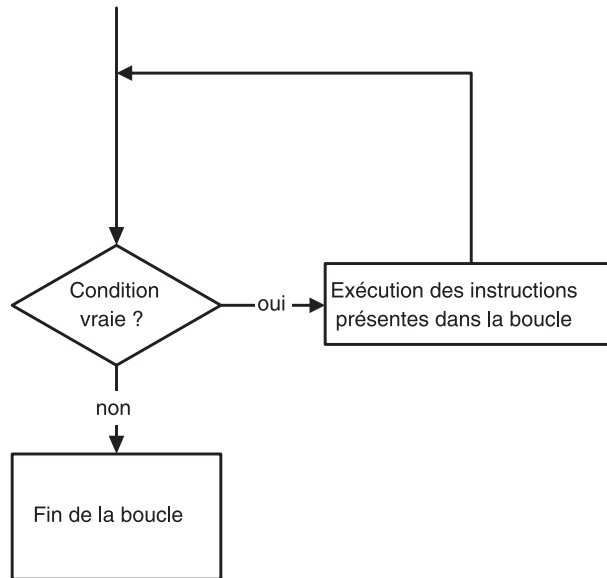 Condition
vraie ?
oui
Exécution des instructions
présentes dans la boucle
non
Fin de la boucle